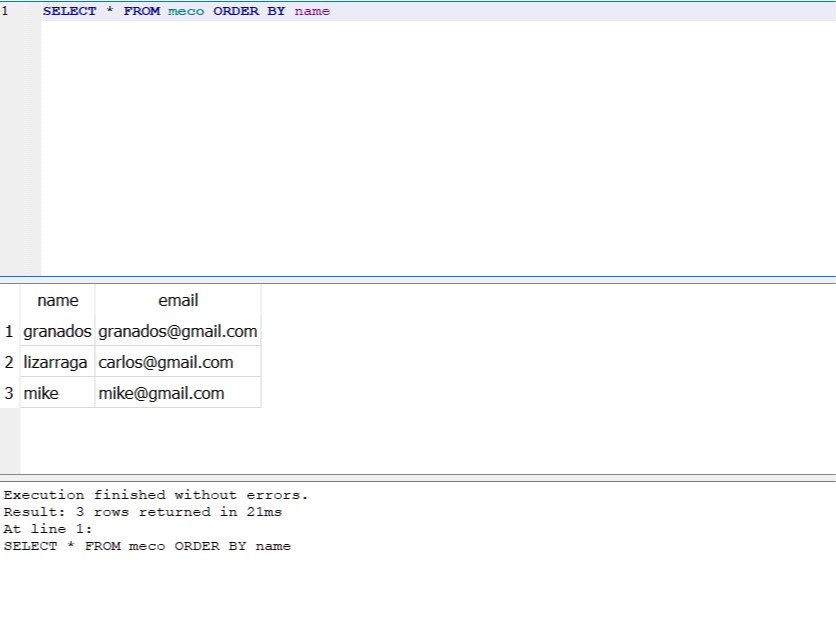 1 SELECT * FROM meco ORDER BY name
name email
1 granados granados@gmail.com
2 lizarraga carlos@gmail.com
3 mike mike@gmail.com
Execution finished without errors.
Result: 3 rows returned in 21ms
At line 1:
SELECT * FROM meco ORDER BY name